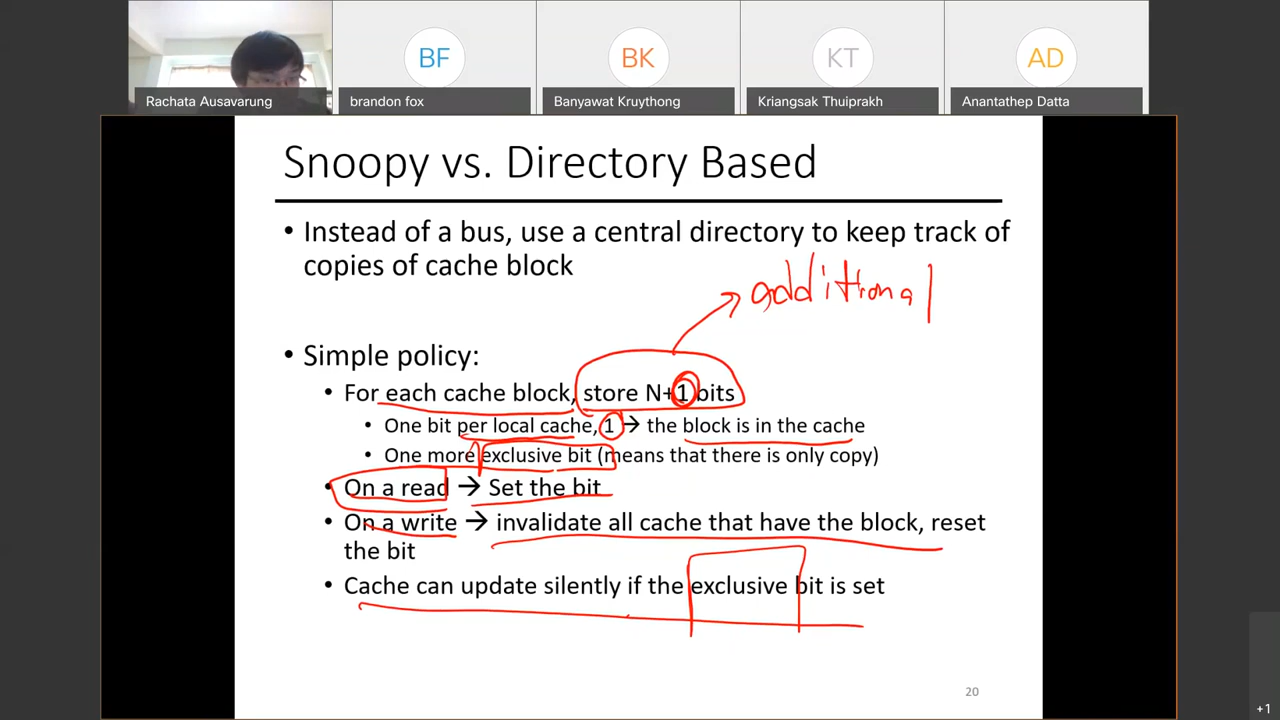 BF
BK
KT
AD
Rachata Ausavarung
brandon fox
Banyawat Kruythong
Kriangsak Thuiprakh
Anantathep Datta
Snoopy vs. Directory Based
• Instead of a bus, use a central directory to keep track of
copies of cache block
additional
• Simple policy:
• For each cache block, store N+1 bits
• One bit per local cache, 1 → the block is in the cache
• One more exclusive bit (means that there is only copy)
• On a read → Set the bit
• On a write → invalidate all cache that have the block, reset
the bit
• Cache can update silently if the exclusive bit is set
20
+1